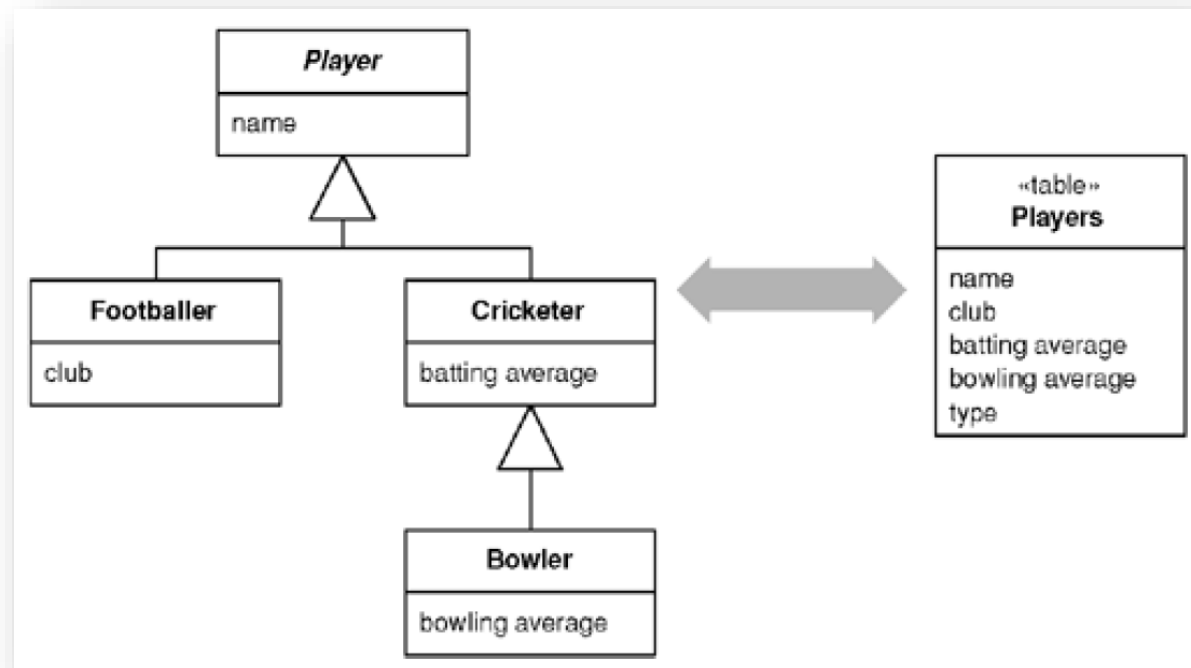 Player
name
Footballer
club
Cricketer
batting average
Bowler
bowling average
«table»
Players
name
club
batting average
bowling average
type